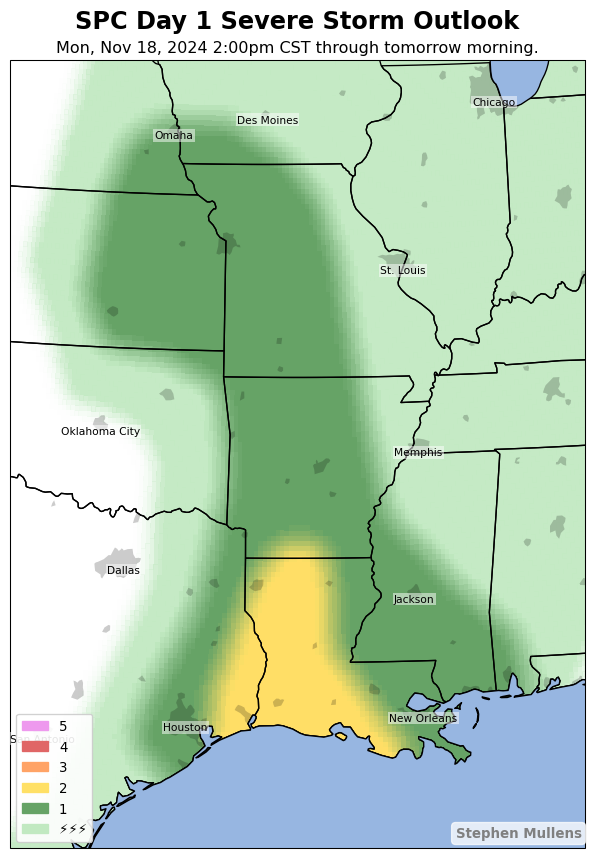 SPC Day 1 Severe Storm Outlook
Mon, Nov 18, 2024 2:00pm CST through tomorrow morning.
Chicago
Des Moines
Omaha
St. Louis
Oklahoma City
Memphis
Dallas
Jackson
New Orleans
Houston
San Antonio
5
4
3
2
1
⚡⚡⚡
Stephen Mullens